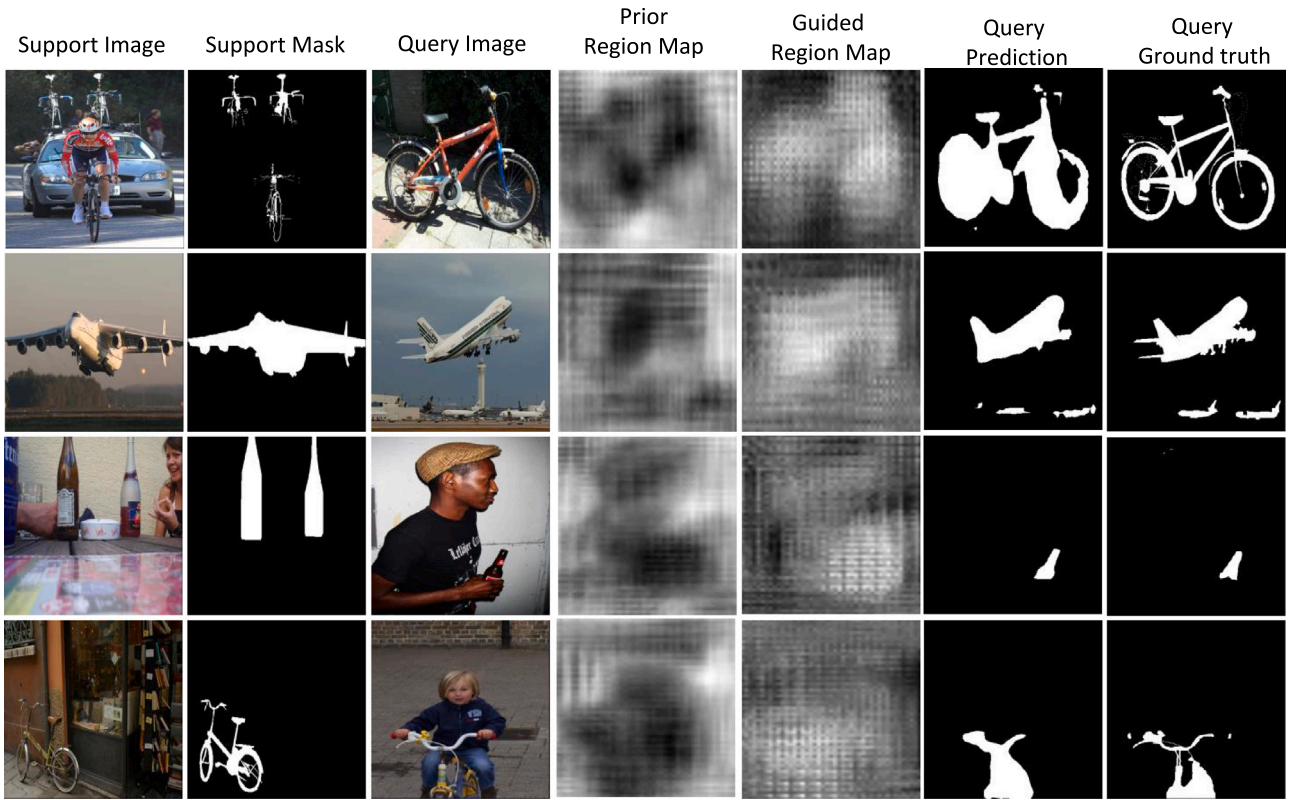 Support Image
Support Mask
Query Image
Prior
Region Map
Guided
Region Map
Query
Prediction
Query
Ground truth